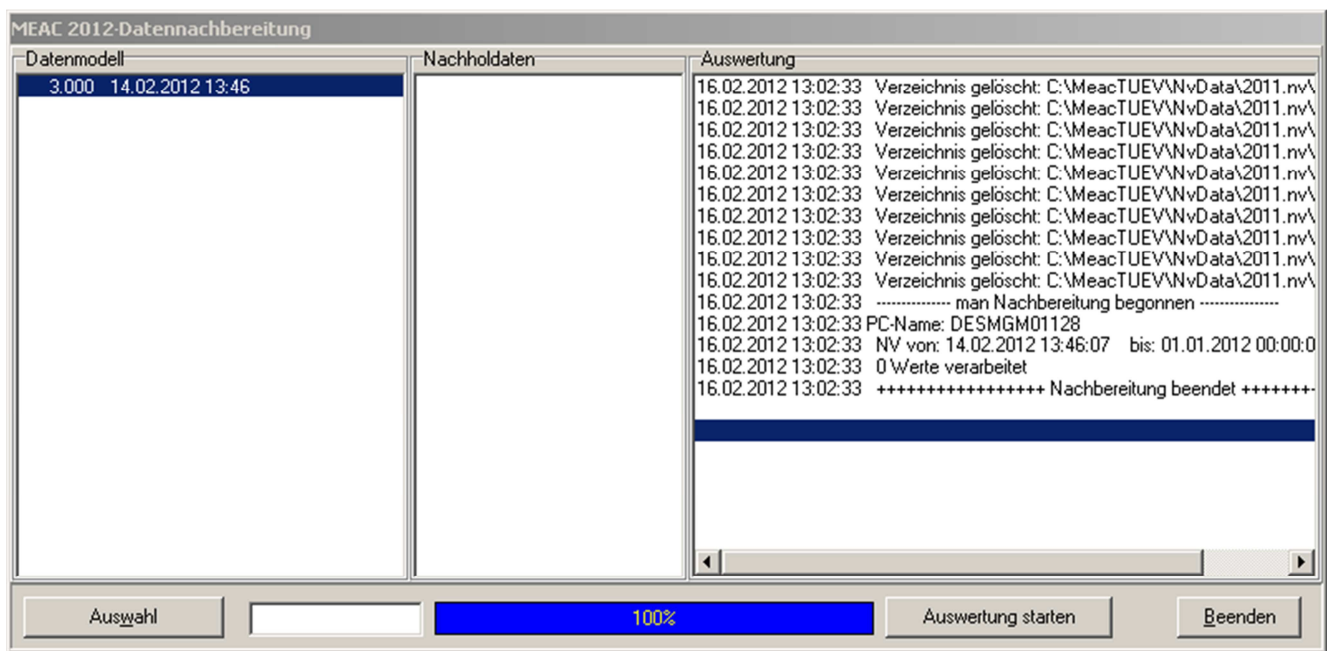 MEAC 2012-Datennachbereitung
Datenmodell
3.000 14.02.2012 13:46
Nachholdaten
Auswertung
16.02.2012 13:02:33 Verzeichnis gelöscht: C:\MeacTUEV\NvData\2011.nv\
16.02.2012 13:02:33 Verzeichnis gelöscht: C:\MeacTUEV\NvData\2011.nv\
16.02.2012 13:02:33 Verzeichnis gelöscht: C:\MeacTUEV\NvData\2011.nv\
16.02.2012 13:02:33 Verzeichnis gelöscht: C:\MeacTUEV\NvData\2011.nv\
16.02.2012 13:02:33 Verzeichnis gelöscht: C:\MeacTUEV\NvData\2011.nv\
16.02.2012 13:02:33 Verzeichnis gelöscht: C:\MeacTUEV\NvData\2011.nv\
16.02.2012 13:02:33 Verzeichnis gelöscht: C:\MeacTUEV\NvData\2011.nv\
16.02.2012 13:02:33 Verzeichnis gelöscht: C:\MeacTUEV\NvData\2011.nv\
16.02.2012 13:02:33 Verzeichnis gelöscht: C:\MeacTUEV\NvData\2011.nv\
16.02.2012 13:02:33 Verzeichnis gelöscht: C:\MeacTUEV\NvData\2011.nv\
16.02.2012 13:02:33 --------------- man Nachbereitung begonnen ---------------
16.02.2012 13:02:33 PC-Name: DESMGM01128
16.02.2012 13:02:33 NV von: 14.02.2012 13:46:07 bis: 01.01.2012 00:00:0
16.02.2012 13:02:33 0 Werte verarbeitet
16.02.2012 13:02:33 +++++++++++++++++ Nachbereitung beendet ++++++++
Auswahl
100%
Auswertung starten
Beenden